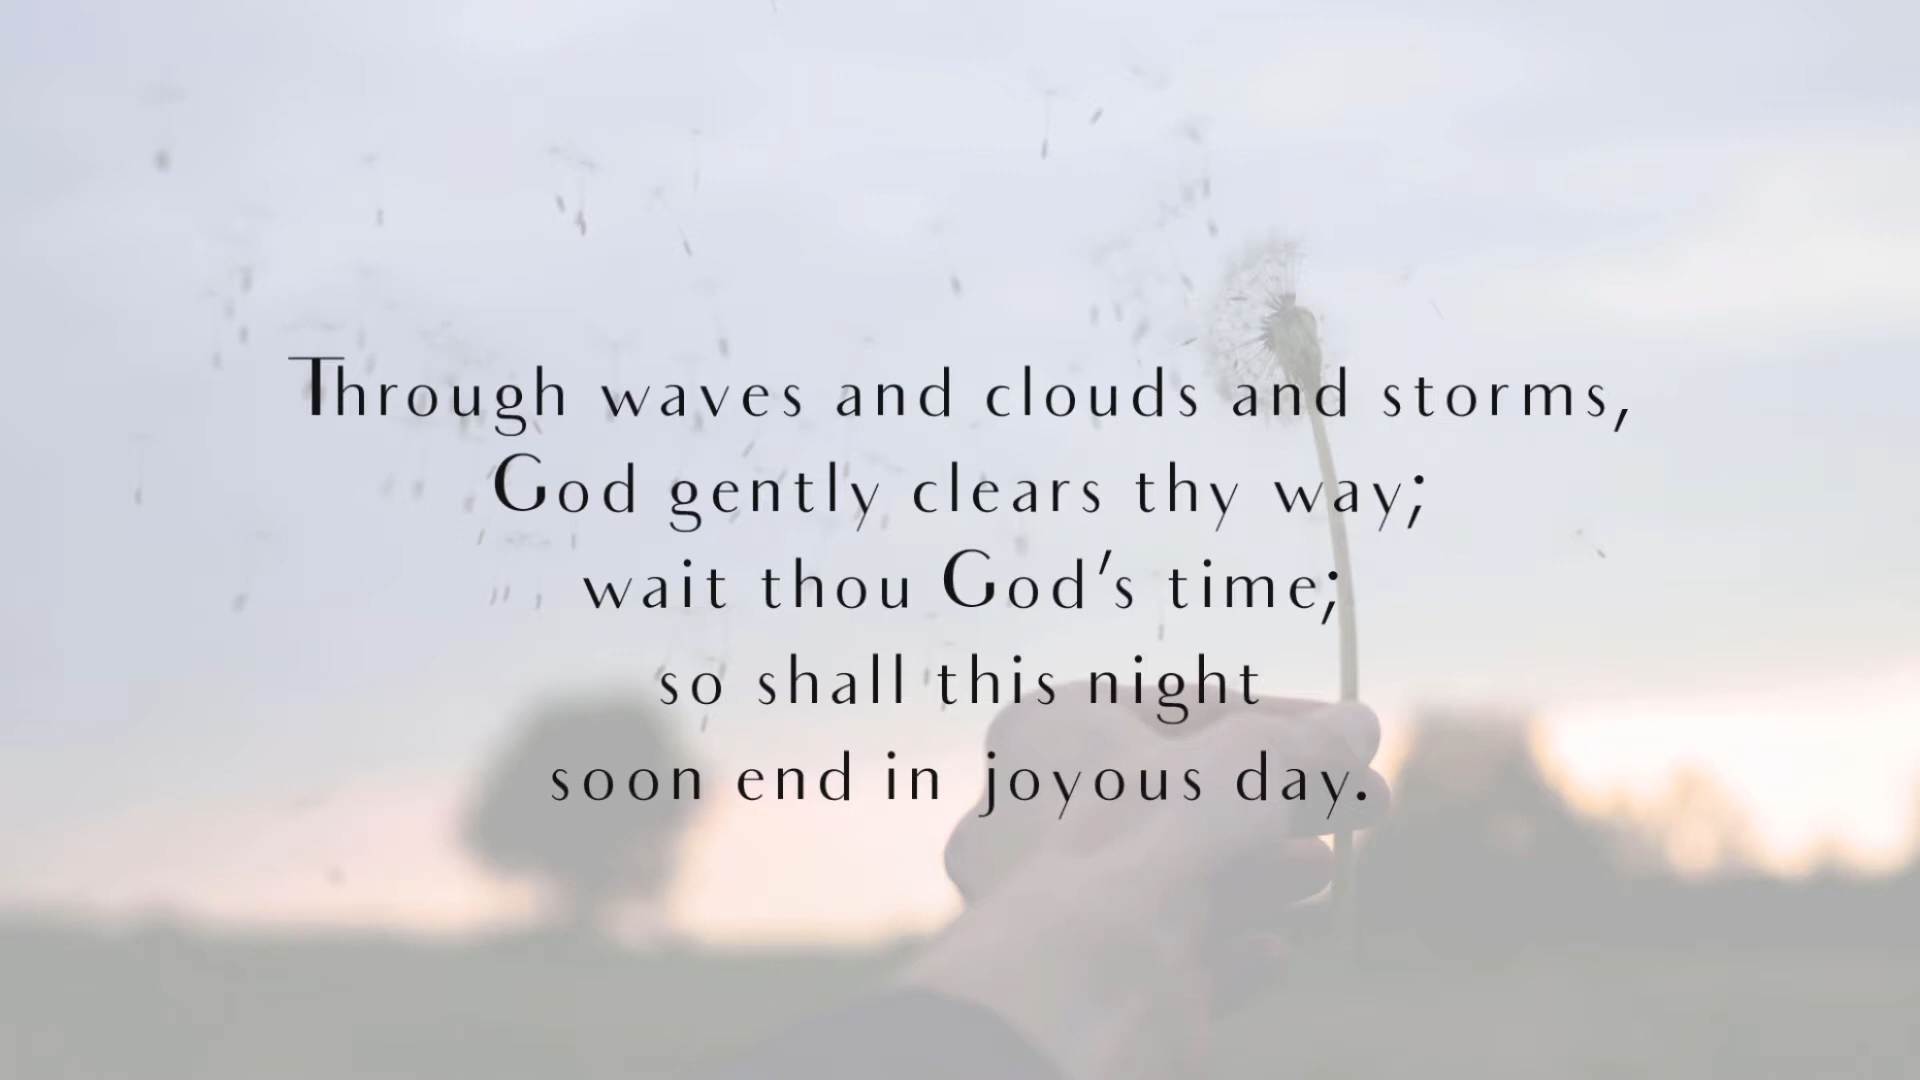 Through waves and clouds and storms,
God gently clears thy way;
wait thou God's time;
so shall this night
soon end in joyous day.